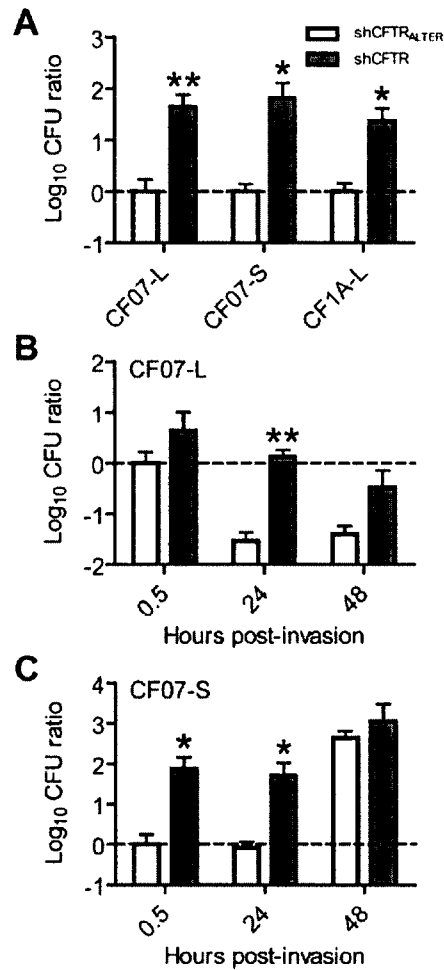 A
shCFTR_ALTER
shCFTR
Log10 CFU ratio
3
2
1
0
-1
** * *
CF07-L
CF07-S
CF1A-L
B
CF07-L
Log10 CFU ratio
2
1
0
-1
-2
**
0.5
24
48
Hours post-invasion
C
CF07-S
Log10 CFU ratio
4
3
2
1
0
-1
* *
0.5
24
48
Hours post-invasion